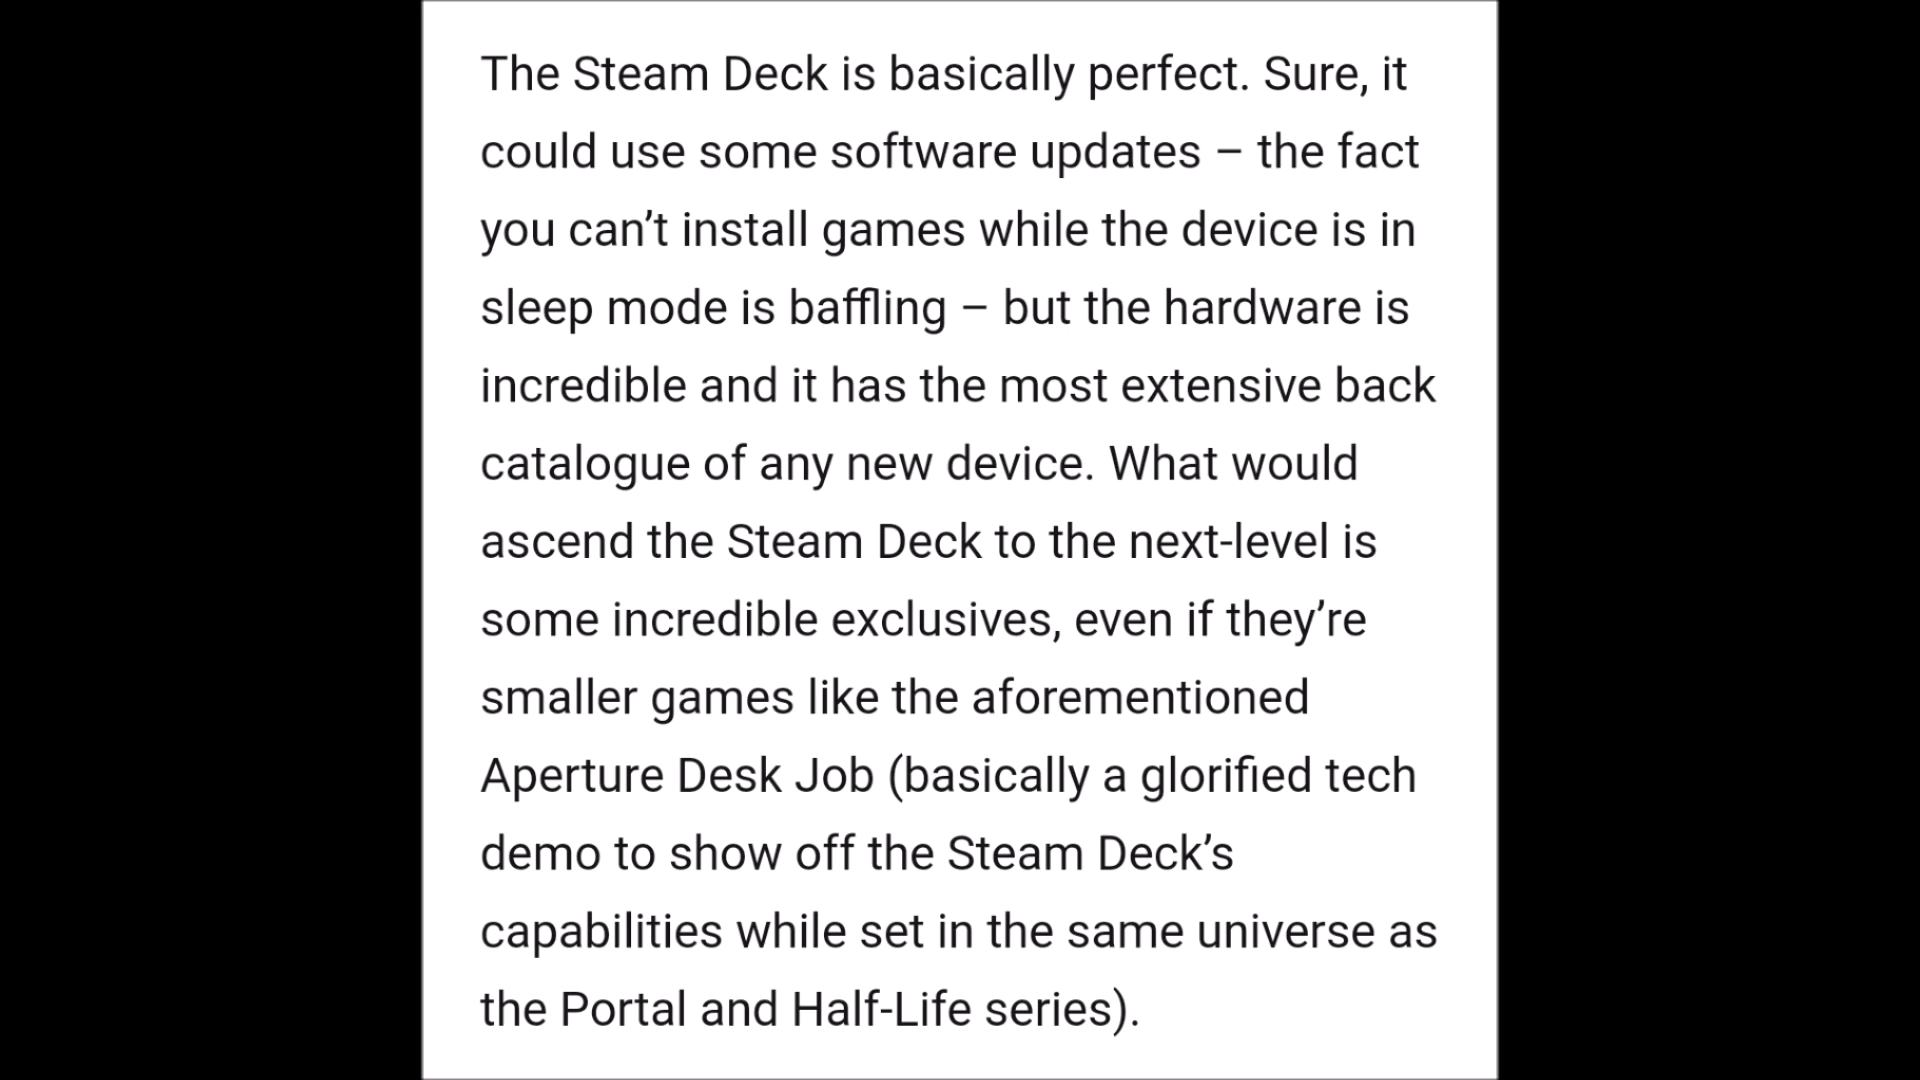 The Steam Deck is basically perfect. Sure, it
could use some software updates – the fact
you can’t install games while the device is in
sleep mode is baffling – but the hardware is
incredible and it has the most extensive back
catalogue of any new device. What would
ascend the Steam Deck to the next-level is
some incredible exclusives, even if they’re
smaller games like the aforementioned
Aperture Desk Job (basically a glorified tech
demo to show off the Steam Deck’s
capabilities while set in the same universe as
the Portal and Half-Life series).